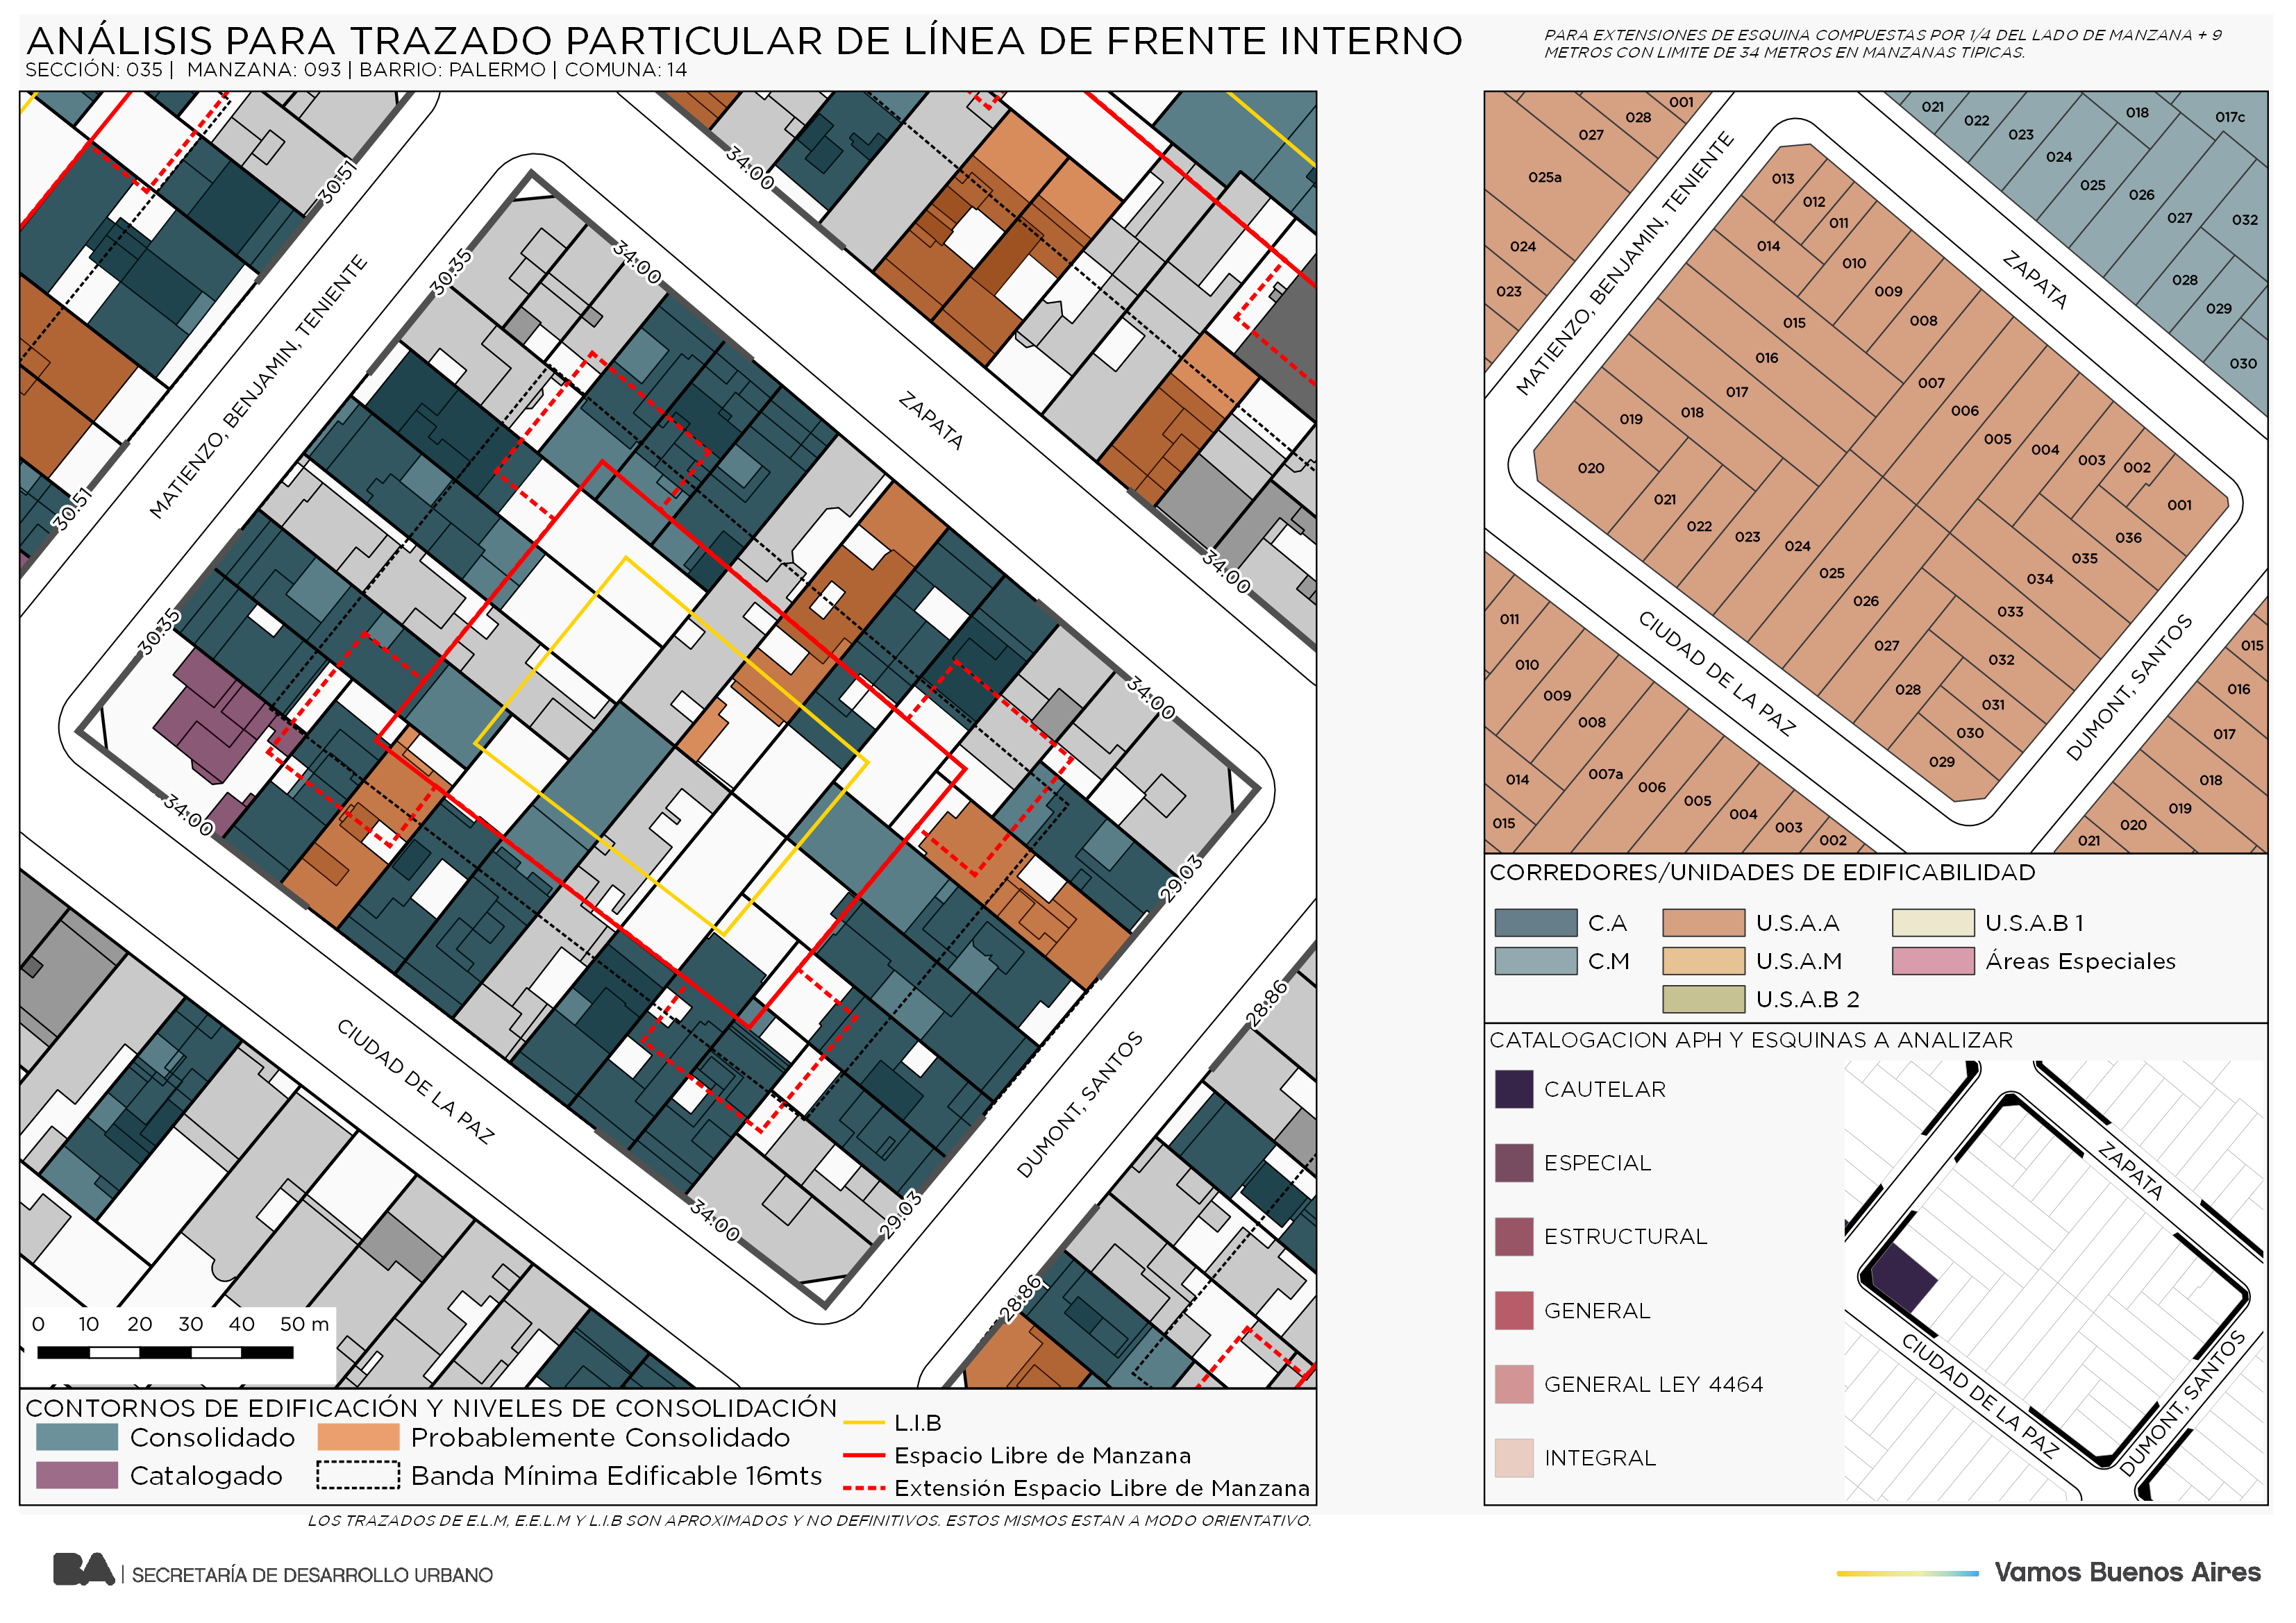 ANÁLISIS PARA TRAZADO PARTICULAR DE LÍNEA DE FRENTE INTERNO
SECCIÓN: 035 | MANZANA: 093 | BARRIO: PALERMO | COMUNA: 14
PARA EXTENSIONES DE ESQUINA COMPUESTAS POR 1/4 DEL LADO DE MANZANA + 9
METROS CON LIMITE DE 34 METROS EN MANZANAS TIPICAS.
30.51
34.00
30.35
34.00
MATIENZO, BENJAMIN, TENIENTE
ZAPATA
30.51
34.00
30.35
34.00
34.00
29.03
28.86
CIUDAD DE LA PAZ
DUMONT, SANTOS
34.00
29.03
28.86
0 10 20 30 40 50 m
CONTORNOS DE EDIFICACIÓN Y NIVELES DE CONSOLIDACIÓN
Consolidado
Probablemente Consolidado
Catalogado
Banda Mínima Edificable 16mts
L.I.B
Espacio Libre de Manzana
Extensión Espacio Libre de Manzana
LOS TRAZADOS DE E.L.M, E.E.L.M Y L.I.B SON APROXIMADOS Y NO DEFINITIVOS. ESTOS MISMOS ESTAN A MODO ORIENTATIVO.
001
028
027
025a
024
023
021
022
023
018
017c
024
025
026
027
032
028
029
030
MATIENZO, BENJAMIN, TENIENTE
ZAPATA
013
012
011
014
010
009
008
015
016
007
017
006
018
005
019
004
003
002
020
001
021
022
023
024
036
035
025
034
026
033
027
032
028
031
030
029
CIUDAD DE LA PAZ
DUMONT, SANTOS
011
010
009
008
014
007a
006
005
004
003
002
015
015
016
017
018
019
020
021
CORREDORES/UNIDADES DE EDIFICABILIDAD
C.A
U.S.A.A
U.S.A.B 1
C.M
U.S.A.M
Áreas Especiales
U.S.A.B 2
CATALOGACION APH Y ESQUINAS A ANALIZAR
CAUTELAR
ESPECIAL
ESTRUCTURAL
GENERAL
GENERAL LEY 4464
INTEGRAL
ZAPATA
CIUDAD DE LA PAZ
DUMONT, SANTOS
BA | SECRETARÍA DE DESARROLLO URBANO
Vamos Buenos Aires